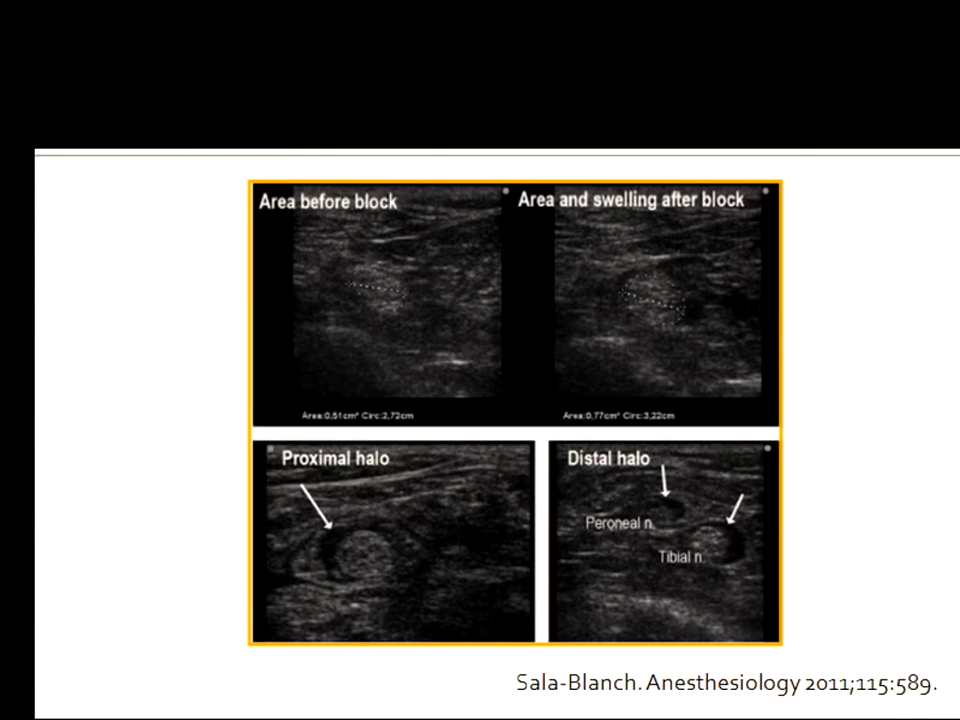 Area before block
Area and swelling after block
Area:0,51cm² Circ:2,72cm
Area:0,77cm² Circ:3,22cm
Proximal halo
Distal halo
Peroneal n.
Tibial n.
Sala-Blanch. Anesthesiology 2011;115:589.